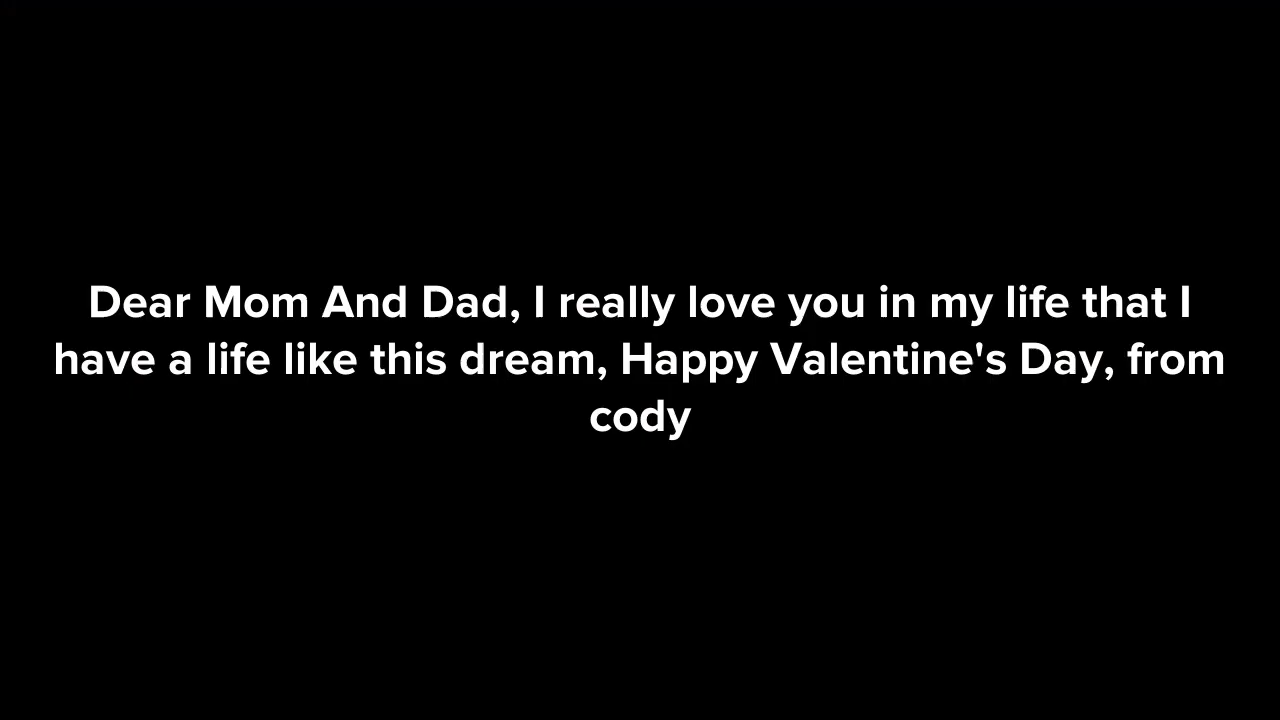 Dear Mom And Dad, I really love you in my life that I
have a life like this dream, Happy Valentine's Day, from
cody